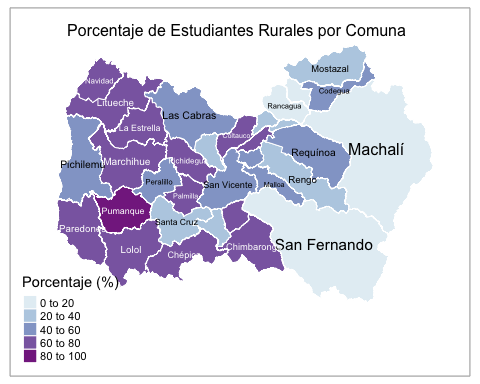 Porcentaje de Estudiantes Rurales por Comuna
Mostazal
Navidad
Codegua
Litueche
Rancagua
Las Cabras
La Estrella
Coltauco
Machalí
Requínoa
Marchihue
Pichidegua
Pichilemu
Rengo
Peralillo
San Vicente
Malloa
Palmilla
Pumanque
Santa Cruz
Paredones
San Fernando
Lolol
Chimbarongo
Chépica
Porcentaje (%)
0 to 20
20 to 40
40 to 60
60 to 80
80 to 100